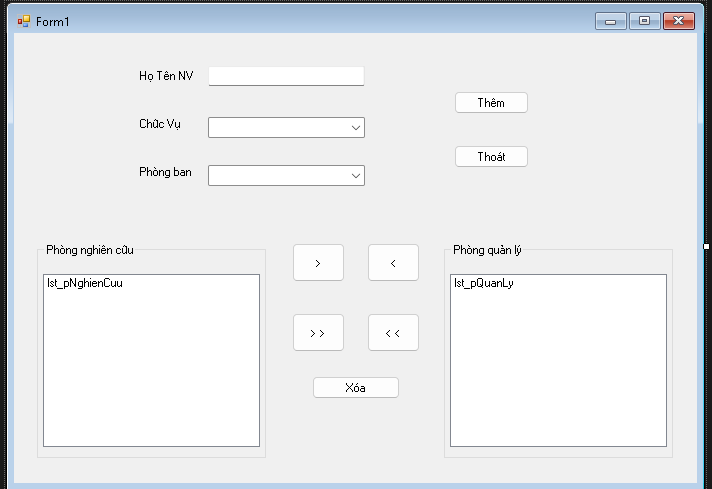 Form1
Họ Tên NV
Thêm
Chức Vụ
Thoát
Phòng ban
Phòng nghiên cứu
> <
Phòng quản lý
lst_pNghienCuu
lst_pQuanLy
>> <<
Xóa